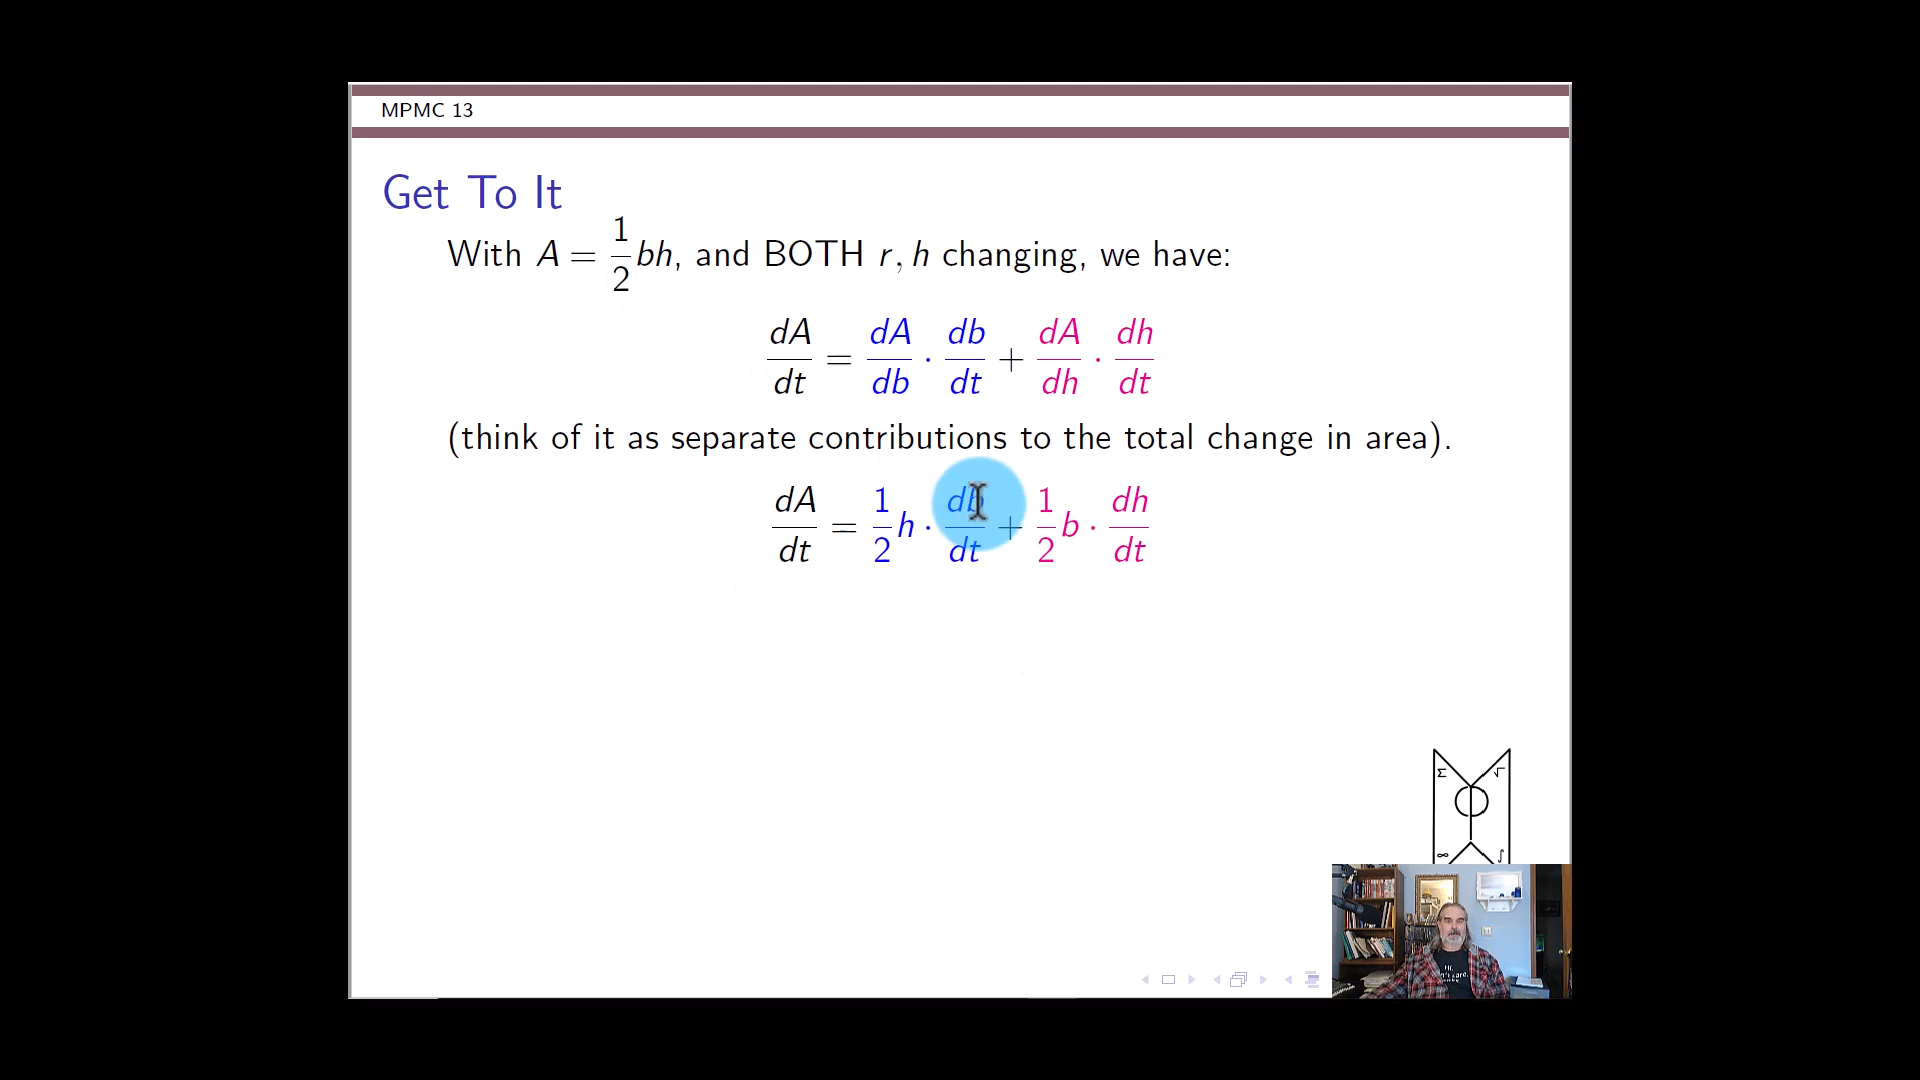 MPMC 13
Get To It
With A = 1/2 bh, and BOTH r, h changing, we have:
dA/dt = dA/db · db/dt + dA/dh · dh/dt
(think of it as separate contributions to the total change in area).
dA/dt = 1/2 h · db/dt + 1/2 b · dh/dt
Σ √
∞ ∫